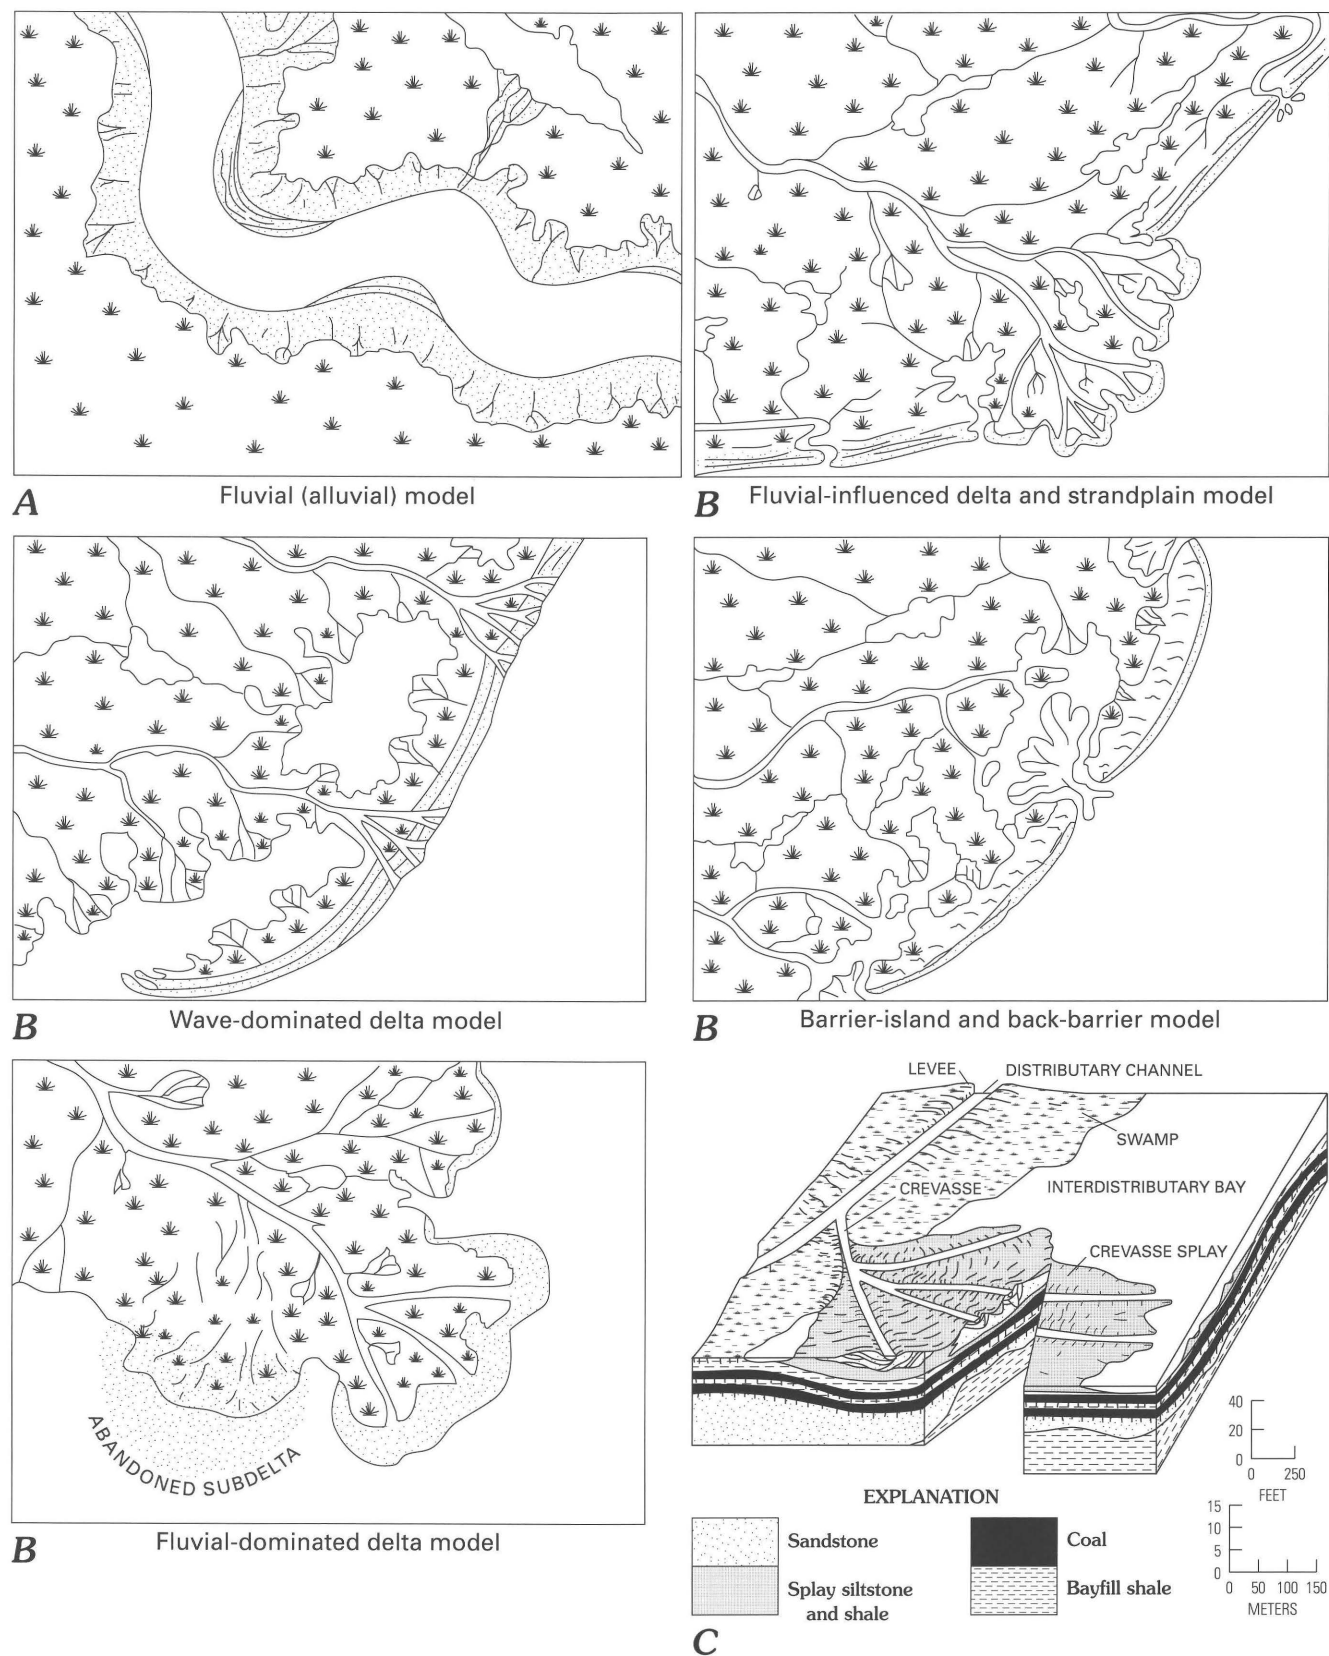 A
Fluvial (alluvial) model
B
Fluvial-influenced delta and strandplain model
B
Wave-dominated delta model
B
Barrier-island and back-barrier model
ABANDONED SUBDELTA
B
Fluvial-dominated delta model
LEVEE
DISTRIBUTARY CHANNEL
SWAMP
CREVASSE
INTERDISTRIBUTARY BAY
CREVASSE SPLAY
40
20
0
0 250
FEET
EXPLANATION
Sandstone
Coal
Splay siltstone
and shale
Bayfill shale
15
10
5
0
0 50 100 150
METERS
C